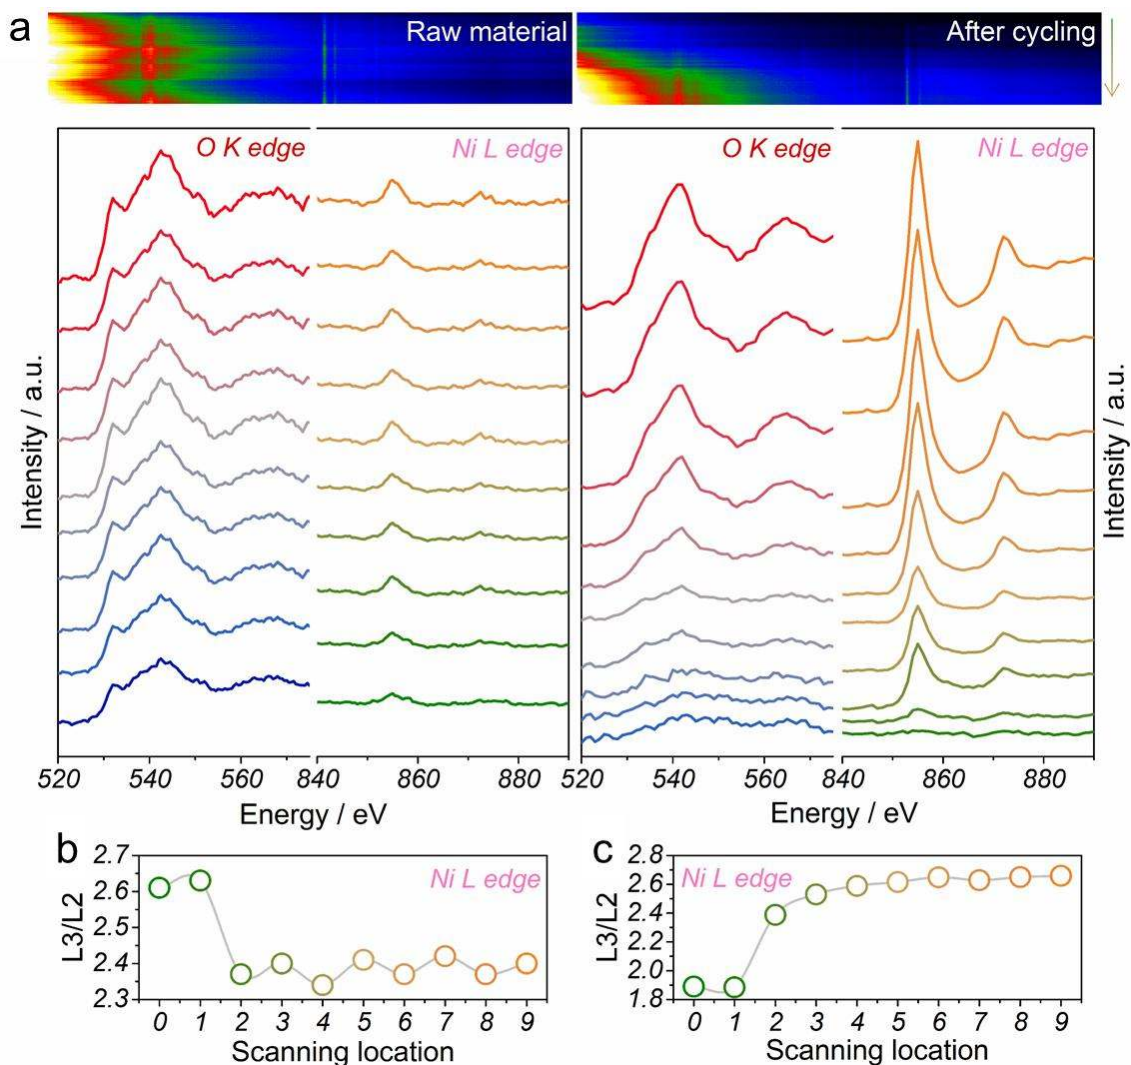 a
Raw material
After cycling
O K edge
Ni L edge
O K edge
Ni L edge
Intensity / a.u.
Intensity / a.u.
520 540 560 840 860 880
520 540 560 840 860 880
Energy / eV
Energy / eV
b
2.7
2.6
2.4
2.3
L3/L2
Ni L edge
0 1 2 3 4 5 6 7 8 9
Scanning location
c
2.8
2.6
2.4
2.2
2.0
1.8
L3/L2
Ni L edge
0 1 2 3 4 5 6 7 8 9
Scanning location